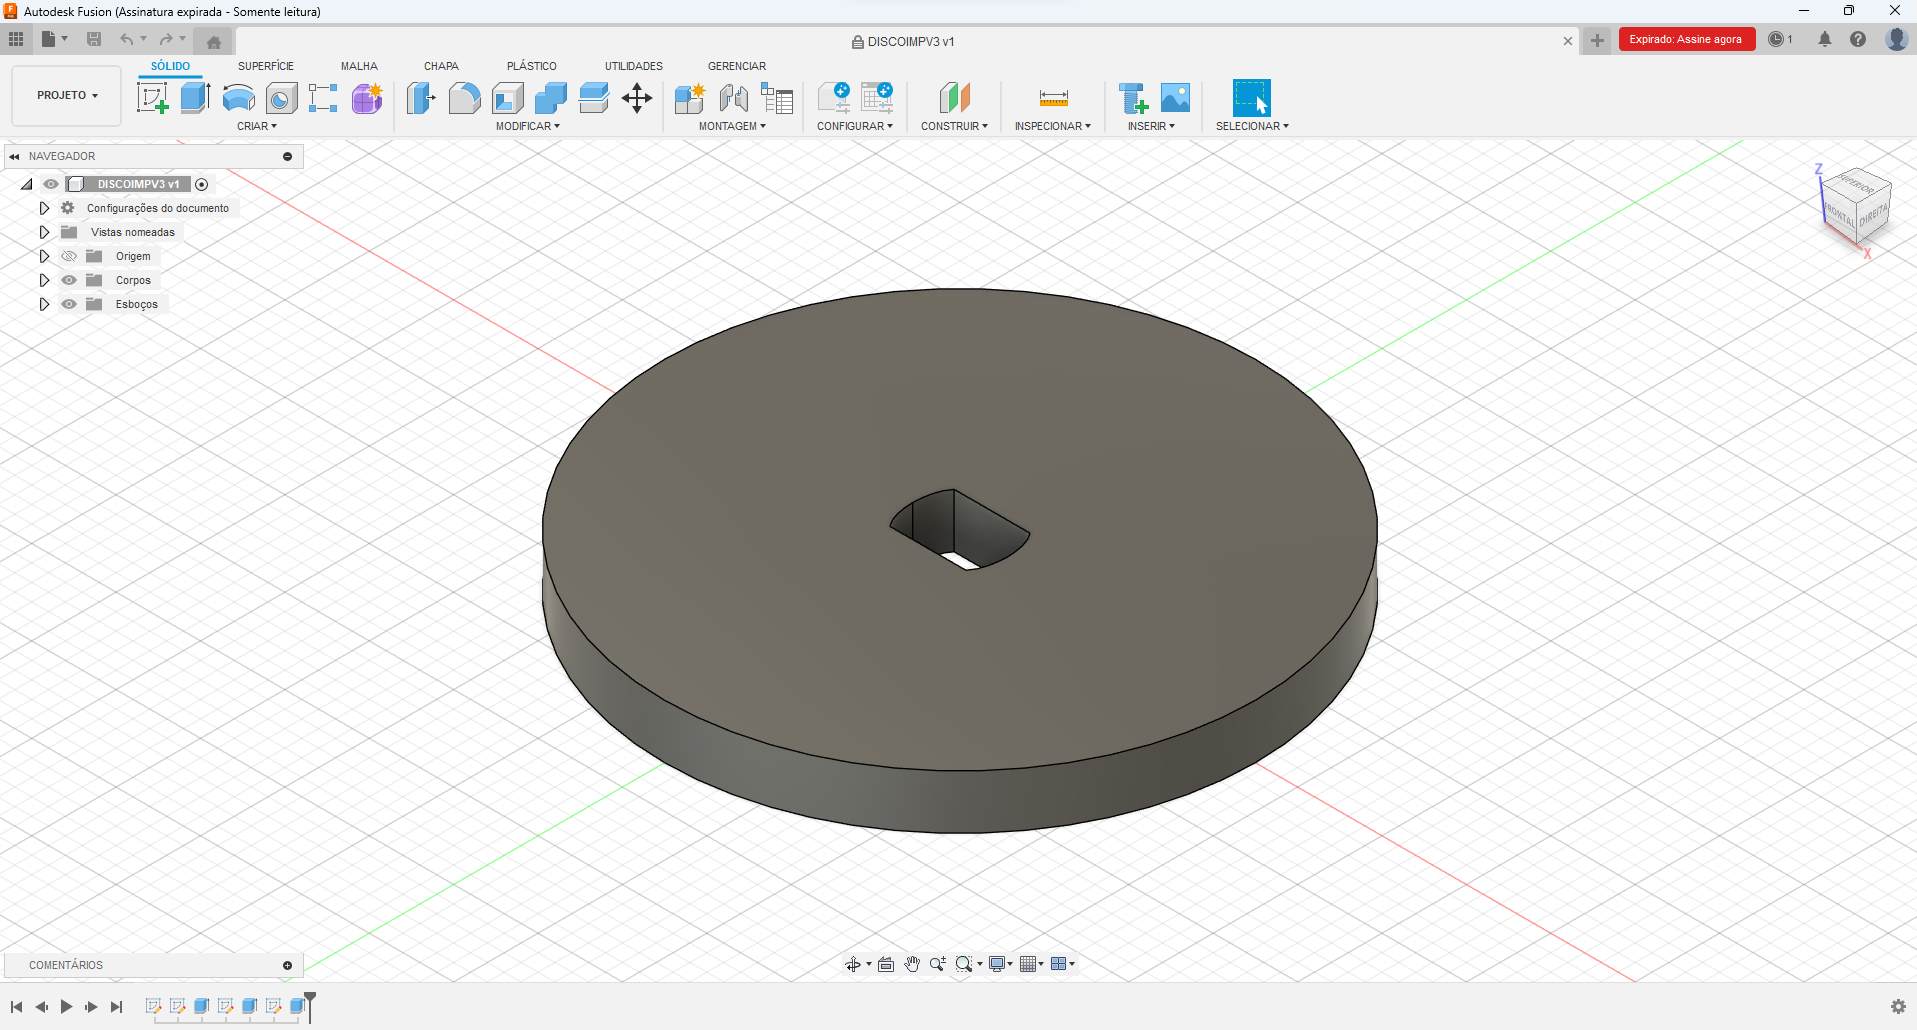 Autodesk Fusion (Assinatura expirada - Somente leitura)
DISCOIMPV3 v1
Expirado: Assine agora
1
PROJETO
SÓLIDO
SUPERFÍCIE
MALHA
CHAPA
PLÁSTICO
UTILIDADES
GERENCIAR
CRIAR
MODIFICAR
MONTAGEM
CONFIGURAR
CONSTRUIR
INSPECIONAR
INSERIR
SELECIONAR
NAVEGADOR
DISCOIMPV3 v1
Configurações do documento
Vistas nomeadas
Origem
Corpos
Esboços
Z
SUPERIOR
FRONTAL
DIREITA
X
COMENTÁRIOS